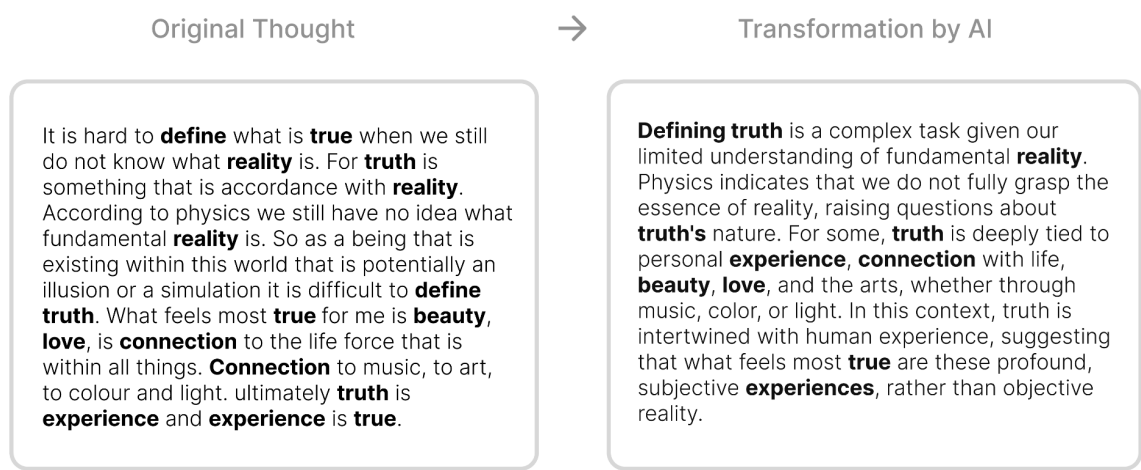 Original Thought → Transformation by AI
It is hard to define what is true when we still
do not know what reality is. For truth is
something that is accordance with reality.
According to physics we still have no idea what
fundamental reality is. So as a being that is
existing within this world that is potentially an
illusion or a simulation it is difficult to define
truth. What feels most true for me is beauty,
love, is connection to the life force that is
within all things. Connection to music, to art,
to colour and light. ultimately truth is
experience and experience is true.
Defining truth is a complex task given our
limited understanding of fundamental reality.
Physics indicates that we do not fully grasp the
essence of reality, raising questions about
truth's nature. For some, truth is deeply tied to
personal experience, connection with life,
beauty, love, and the arts, whether through
music, color, or light. In this context, truth is
intertwined with human experience, suggesting
that what feels most true are these profound,
subjective experiences, rather than objective
reality.